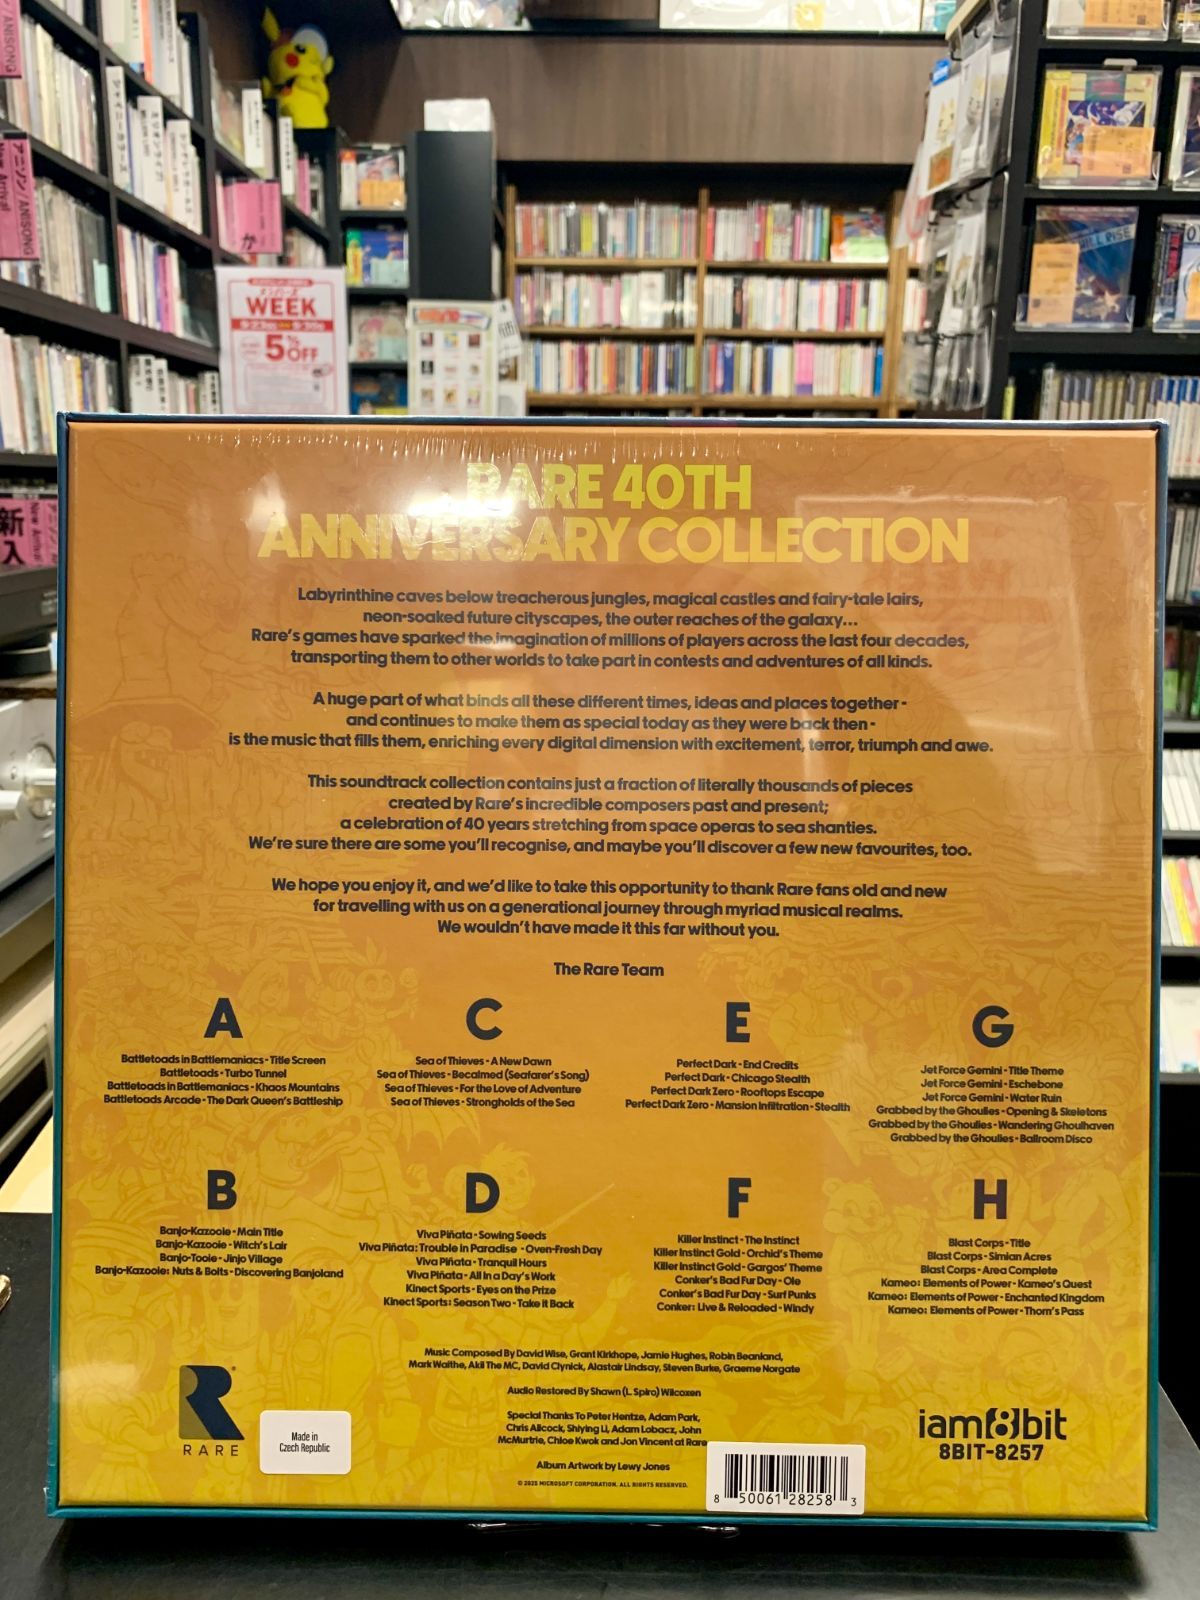 ANISONG
アニソン/ANISONG
New Arrival
か
WEEK
5% OFF
新入
New Arrival
RARE 40TH
ANNIVERSARY COLLECTION
Labyrinthine caves below treacherous jungles, magical castles and fairy-tale lairs,
neon-soaked future cityscapes, the outer reaches of the galaxy...
Rare's games have sparked the imagination of millions of players across the last four decades,
transporting them to other worlds to take part in contests and adventures of all kinds.
A huge part of what binds all these different times, ideas and places together -
and continues to make them as special today as they were back then -
is the music that fills them, enriching every digital dimension with excitement, terror, triumph and awe.
This soundtrack collection contains just a fraction of literally thousands of pieces
created by Rare's incredible composers past and present;
a celebration of 40 years stretching from space operas to sea shanties.
We're sure there are some you'll recognise, and maybe you'll discover a few new favourites, too.
We hope you enjoy it, and we'd like to take this opportunity to thank Rare fans old and new
for travelling with us on a generational journey through myriad musical realms.
We wouldn't have made it this far without you.
The Rare Team
A
Battletoads in Battlemaniacs - Title Screen
Battletoads - Turbo Tunnel
Battletoads in Battlemaniacs - Khaos Mountains
Battletoads Arcade - The Dark Queen's Battleship
C
Sea of Thieves - A New Dawn
Sea of Thieves - Becalmed (Seafarer's Song)
Sea of Thieves - For the Love of Adventure
Sea of Thieves - Strongholds of the Sea
E
Perfect Dark - End Credits
Perfect Dark - Chicago Stealth
Perfect Dark Zero - Rooftops Escape
Perfect Dark Zero - Mansion Infiltration - Stealth
G
Jet Force Gemini - Title Theme
Jet Force Gemini - Eschebone
Jet Force Gemini - Water Ruin
Grabbed by the Ghoulies - Opening & Skeletons
Grabbed by the Ghoulies - Wandering Ghoulhaven
Grabbed by the Ghoulies - Ballroom Disco
B
Banjo-Kazooie - Main Title
Banjo-Kazooie - Witch's Lair
Banjo-Tooie - Jinjo Village
Banjo-Kazooie: Nuts & Bolts - Discovering Banjoland
D
Viva Piñata - Sowing Seeds
Viva Piñata: Trouble in Paradise - Oven-Fresh Day
Viva Piñata - Tranquil Hours
Viva Piñata - All in a Day's Work
Kinect Sports - Eyes on the Prize
Kinect Sports: Season Two - Take it Back
F
Killer Instinct - The Instinct
Killer Instinct Gold - Orchid's Theme
Killer Instinct Gold - Gargos' Theme
Conker's Bad Fur Day - Ole
Conker's Bad Fur Day - Surf Punks
Conker: Live & Reloaded - Windy
H
Blast Corps - Title
Blast Corps - Simian Acres
Blast Corps - Area Complete
Kameo: Elements of Power - Kameo's Quest
Kameo: Elements of Power - Enchanted Kingdom
Kameo: Elements of Power - Thorn's Pass
Music Composed By David Wise, Grant Kirkhope, Jamie Hughes, Robin Beanland,
Mark Waithe, Akil The MC, David Clynick, Alastair Lindsay, Steven Burke, Graeme Norgate
Audio Restored By Shawn (L. Spiro) Wilcoxen
Special Thanks To Peter Hentze, Adam Park,
Chris Allcock, Shiying Li, Adam Lobacz, John
McMurtrie, Chloe Kwok and Jon Vincent at Rare
Album Artwork by Lewy Jones
© 2025 MICROSOFT CORPORATION. ALL RIGHTS RESERVED.
RARE
Made in
Czech Republic
8 50061 28258 3
iam8bit
8BIT-8257